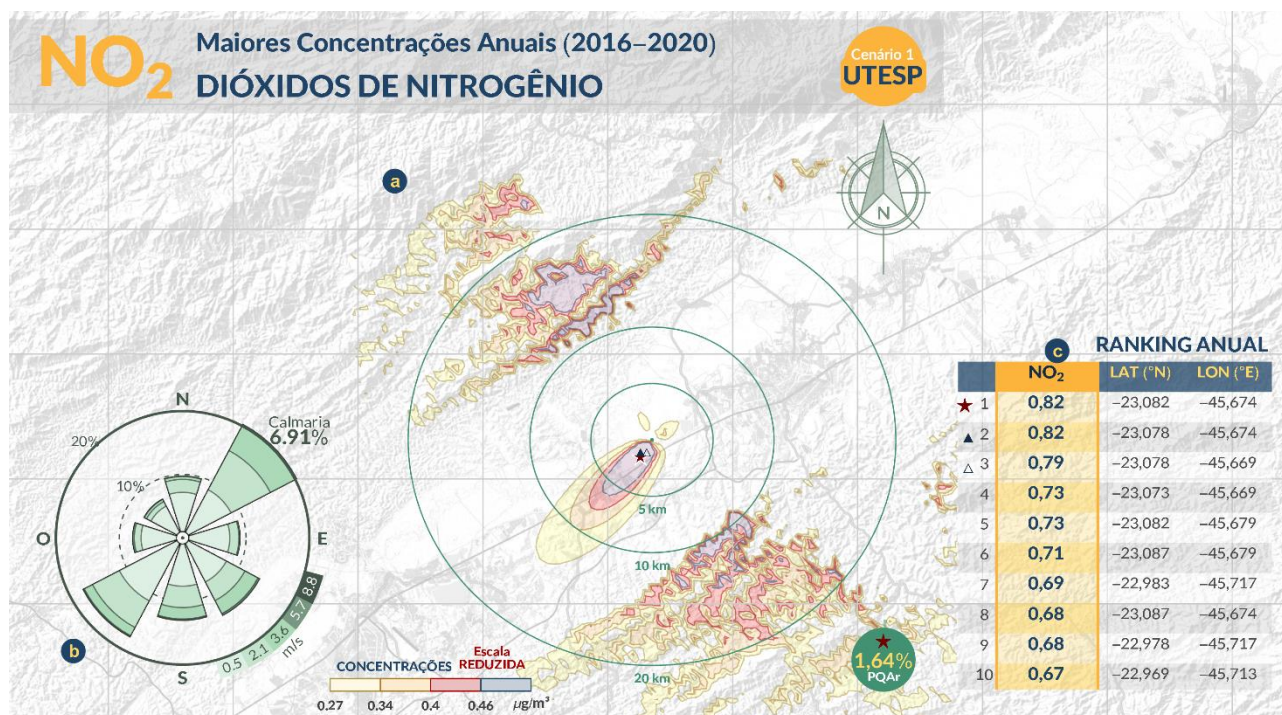 NO₂
Maiores Concentrações Anuais (2016–2020)
DIÓXIDOS DE NITROGÊNIO
Cenário 1
UTESP
a
N
5 km
10 km
20 km
N
Calmaria
6.91%
20%
10%
O
E
S
0.5 2.1 3.6 5.7 8.8
m/s
b
CONCENTRAÇÕES
Escala
REDUZIDA
0,27 0,34 0,4 0,46 µg/m³
1,64%
PQAr
c
RANKING ANUAL
NO₂ LAT (°N) LON (°E)
1 0,82 –23,082 –45,674
2 0,82 –23,078 –45,674
3 0,79 –23,078 –45,669
4 0,73 –23,073 –45,669
5 0,73 –23,082 –45,679
6 0,71 –23,087 –45,679
7 0,69 –22,983 –45,717
8 0,68 –23,087 –45,674
9 0,68 –22,978 –45,717
10 0,67 –22,969 –45,713